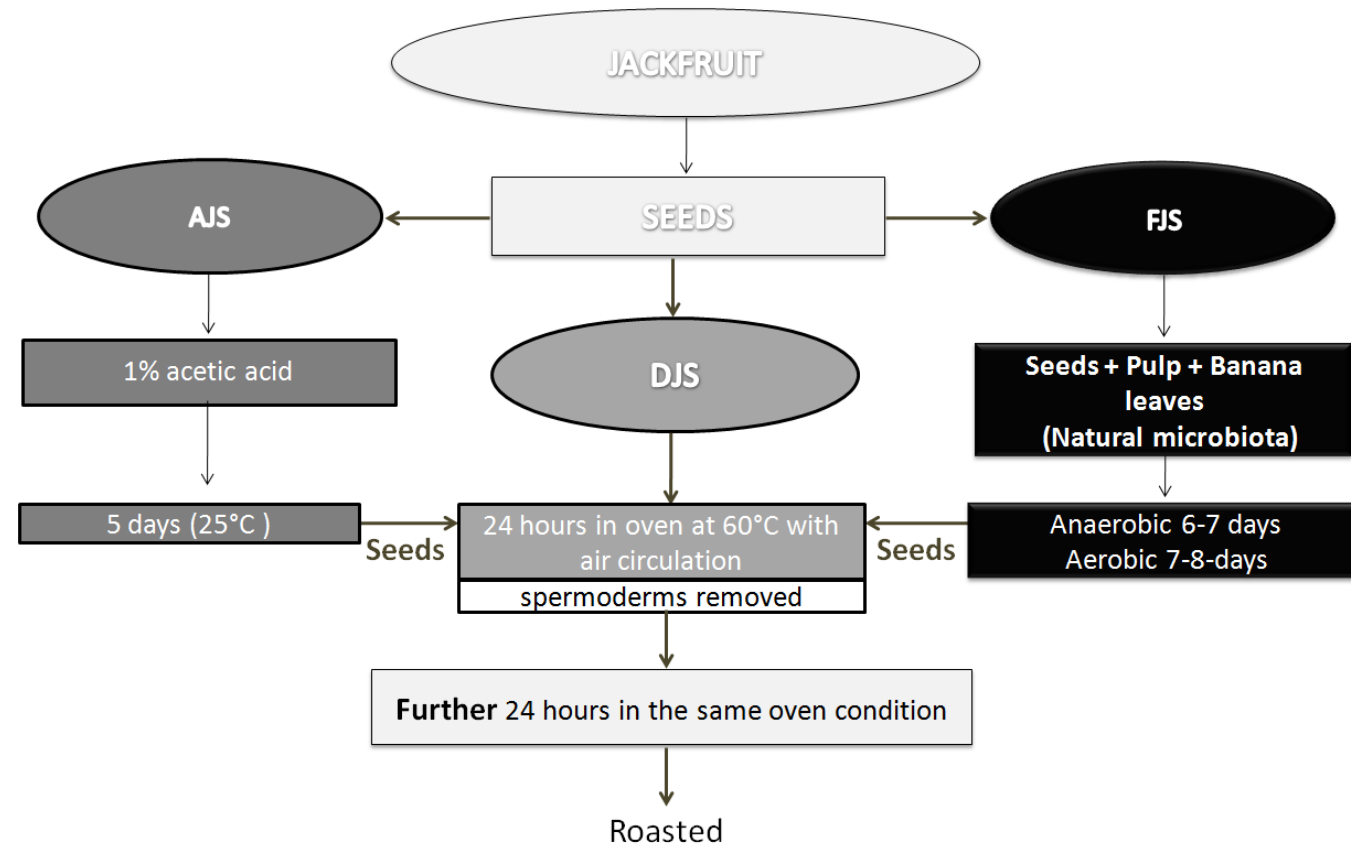 JACKFRUIT
AJS
SEEDS
FJS
1% acetic acid
DJS
Seeds + Pulp + Banana
leaves
(Natural microbiota)
5 days (25°C )
Seeds
24 hours in oven at 60°C with
air circulation
spermoderms removed
Seeds
Anaerobic 6-7 days
Aerobic 7-8-days
Further 24 hours in the same oven condition
Roasted